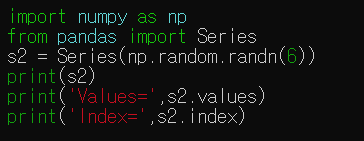 import numpy as np
from pandas import Series
s2 = Series(np.random.randn(6))
print(s2)
print('Values=',s2.values)
print('Index=',s2.index)